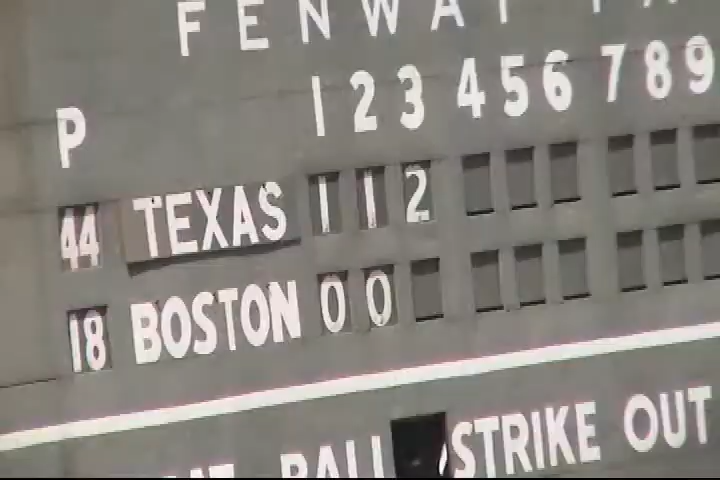 FENWAY
1 2 3 4 5 6 7 8 9
P
44 TEXAS 1 1 2
18 BOSTON 0 0
BALL STRIKE OUT